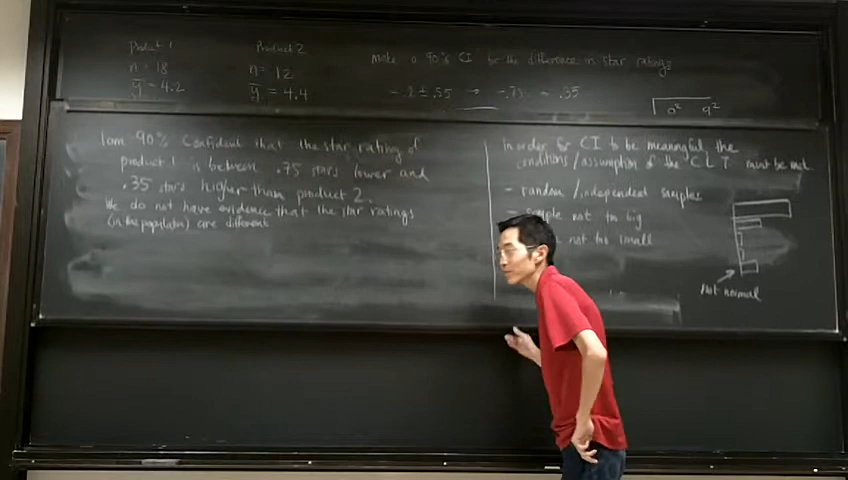 Product 1
n = 18
y = 4.2
Product 2
n = 12
y = 4.4
make a 90% CI for the difference in star ratings
-.2 ± .55 → -.75 - .35
I am 90% confident that the star rating of
product 1 is between .75 stars lower and
.35 stars higher than product 2.
We do not have evidence that the star ratings
(in the population) are different
in order for CI to be meaningful, the
conditions/assumption of the CLT must be met
- random/independent samples
- sample not too big
not too small
Not normal